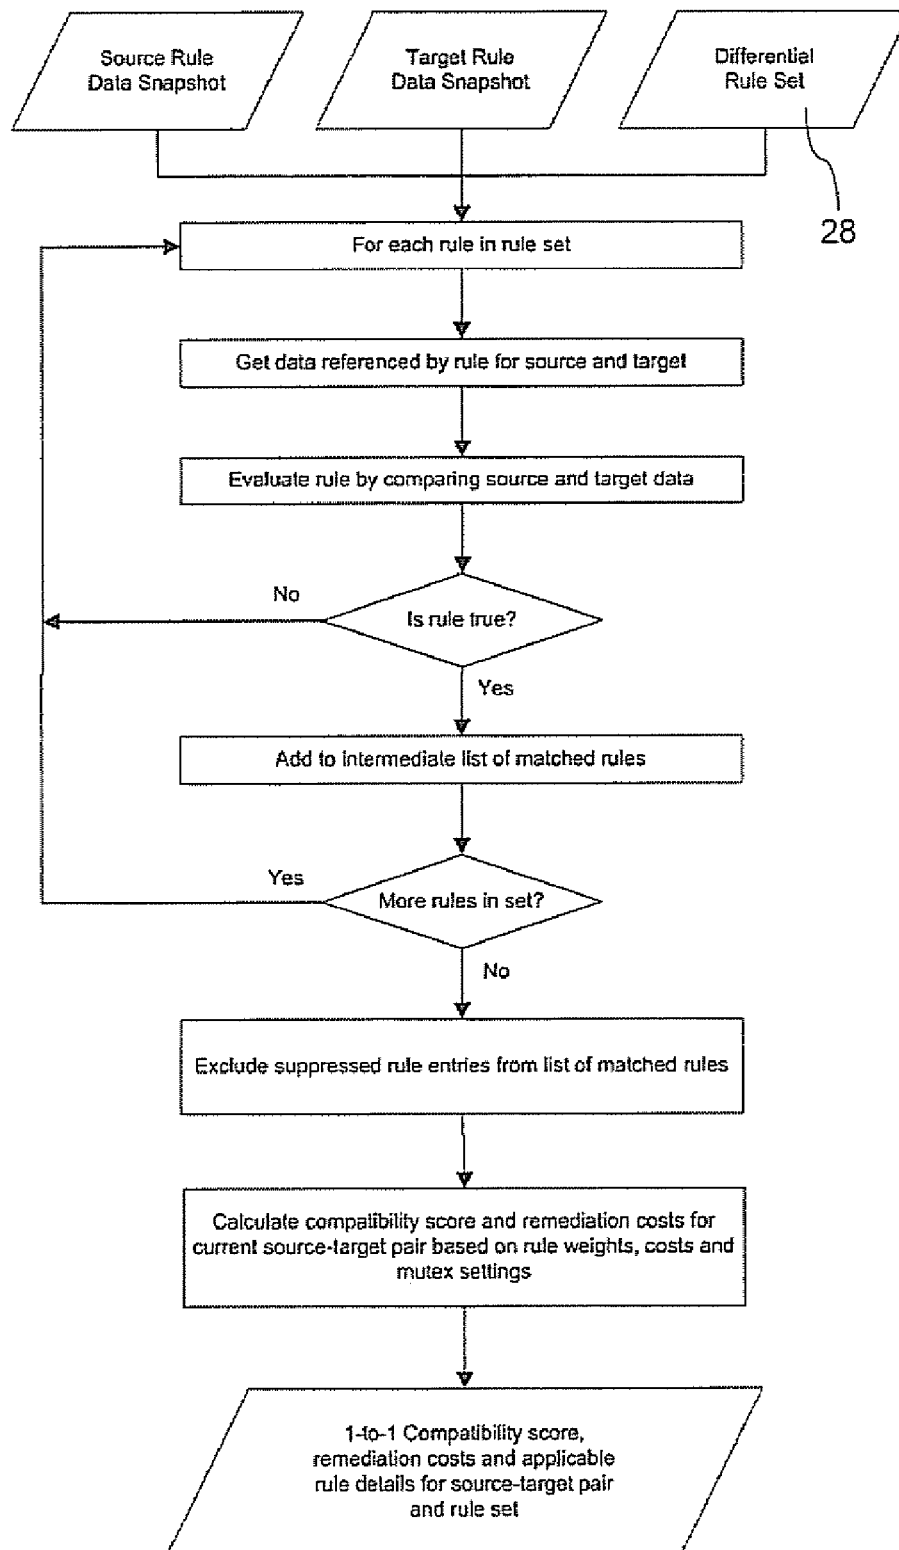 Source Rule
Data Snapshot
Target Rule
Data Snapshot
Differential
Rule Set
28
For each rule in rule set
Get data referenced by rule for source and target
Evaluate rule by comparing source and target data
No
Is rule true?
Yes
Add to intermediate list of matched rules
Yes
More rules in set?
No
Exclude suppressed rule entries from list of matched rules
Calculate compatibility score and remediation costs for
current source-target pair based on rule weights, costs and
mutex settings
1-to-1 Compatibility score,
remediation costs and applicable
rule details for source-target pair
and rule set